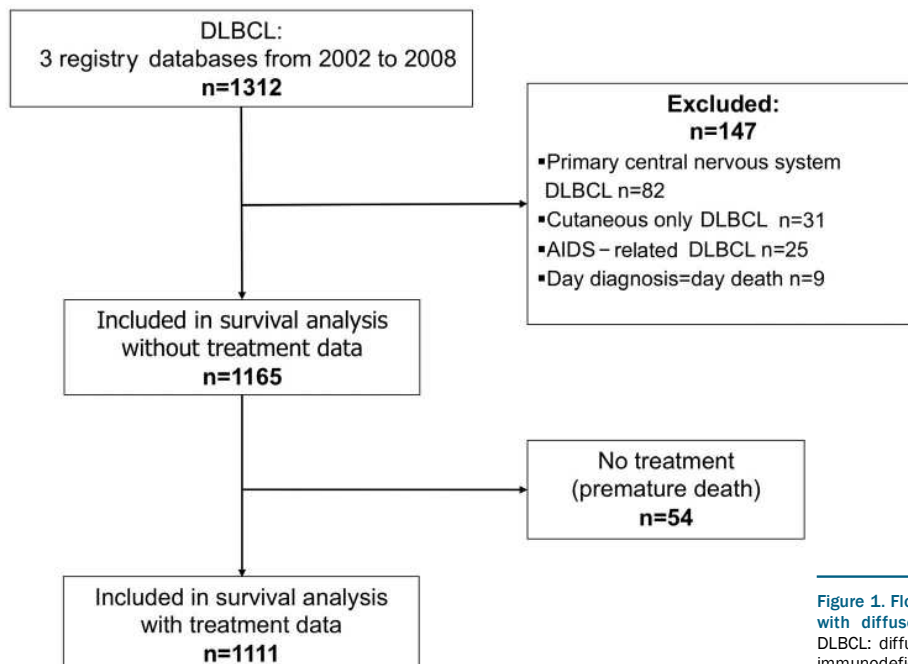 DLBCL:
3 registry databases from 2002 to 2008
n=1312
Excluded:
n=147
▪Primary central nervous system
DLBCL n=82
▪Cutaneous only DLBCL n=31
▪AIDS–related DLBCL n=25
▪Day diagnosis=day death n=9
Included in survival analysis
without treatment data
n=1165
No treatment
(premature death)
n=54
Included in survival analysis
with treatment data
n=1111
Figure 1.
with
DLBCL: